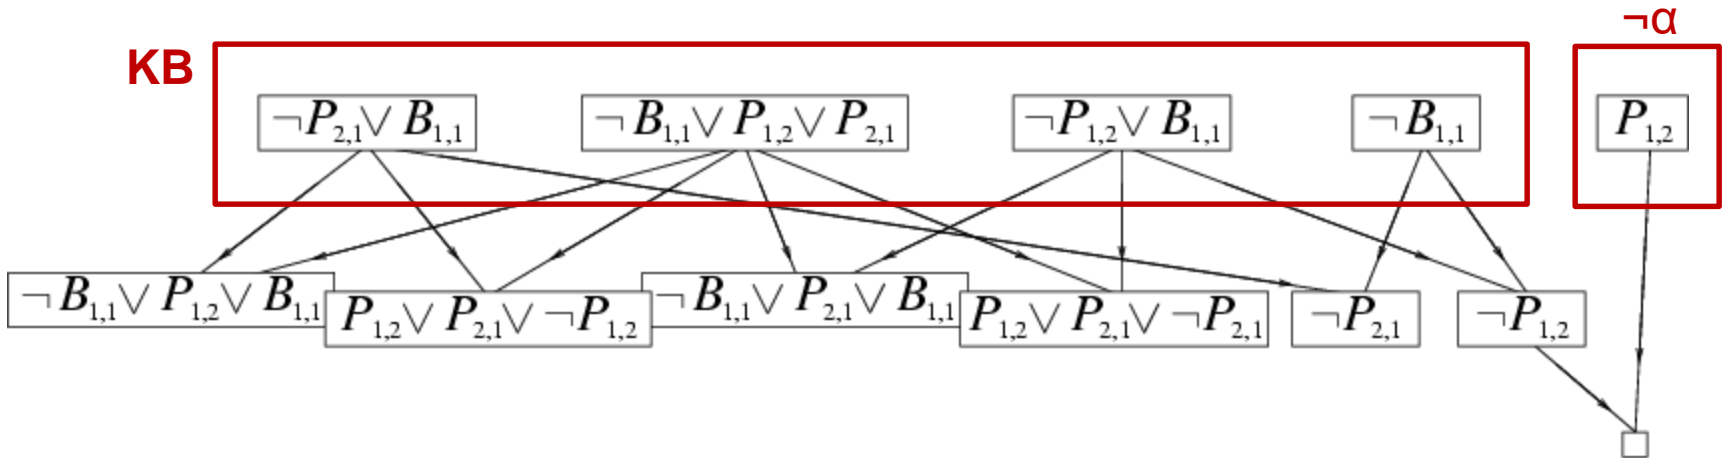 ¬α
KB
¬P2,1 ∨ B1,1
¬B1,1 ∨ P1,2 ∨ P2,1
¬P1,2 ∨ B1,1
¬B1,1
P1,2
¬B1,1 ∨ P1,2 ∨ B1,1
P1,2 ∨ P2,1 ∨ ¬P1,2
¬B1,1 ∨ P2,1 ∨ B1,1
P1,2 ∨ P2,1 ∨ ¬P2,1
¬P2,1
¬P1,2